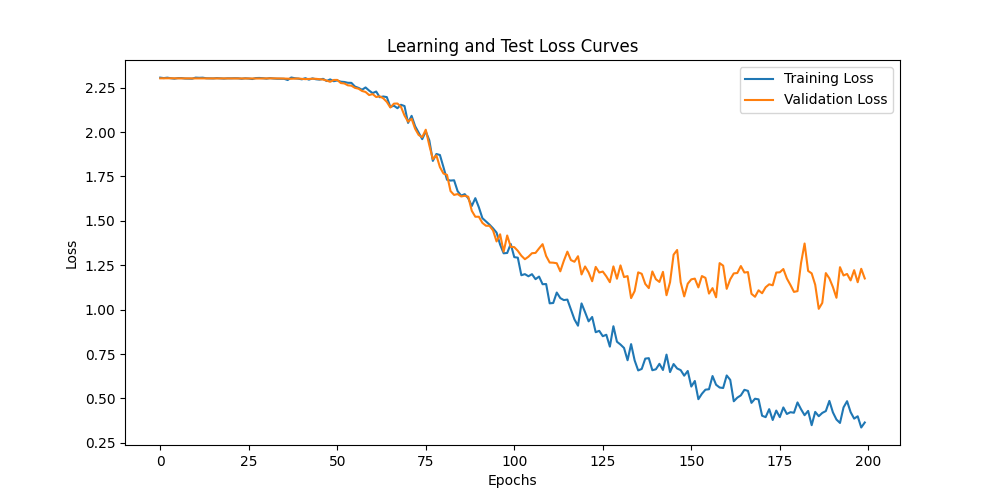 Learning and Test Loss Curves
Training Loss
Validation Loss
Loss
2.25
2.00
1.75
1.50
1.25
1.00
0.75
0.50
0.25
0 25 50 75 100 125 150 175 200
Epochs